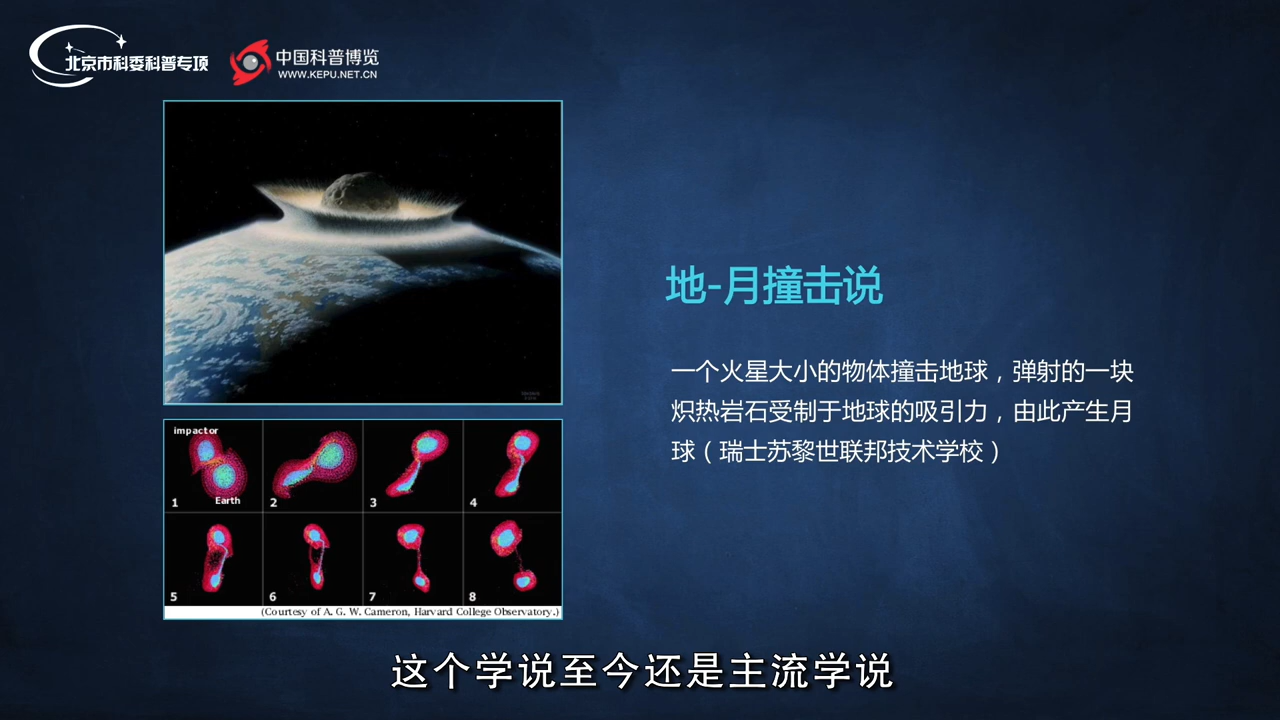 北京市科委科普专项
中国科普博览
WWW.KEPU.NET.CN
地-月撞击说
一个火星大小的物体撞击地球，弹射的一块
炽热岩石受制于地球的吸引力，由此产生月
球（瑞士苏黎世联邦技术学校）
impactor
Earth
1
2
3
4
5
6
7
8
(Courtesy of A. G. W. Cameron, Harvard College Observatory.)
这个学说至今还是主流学说